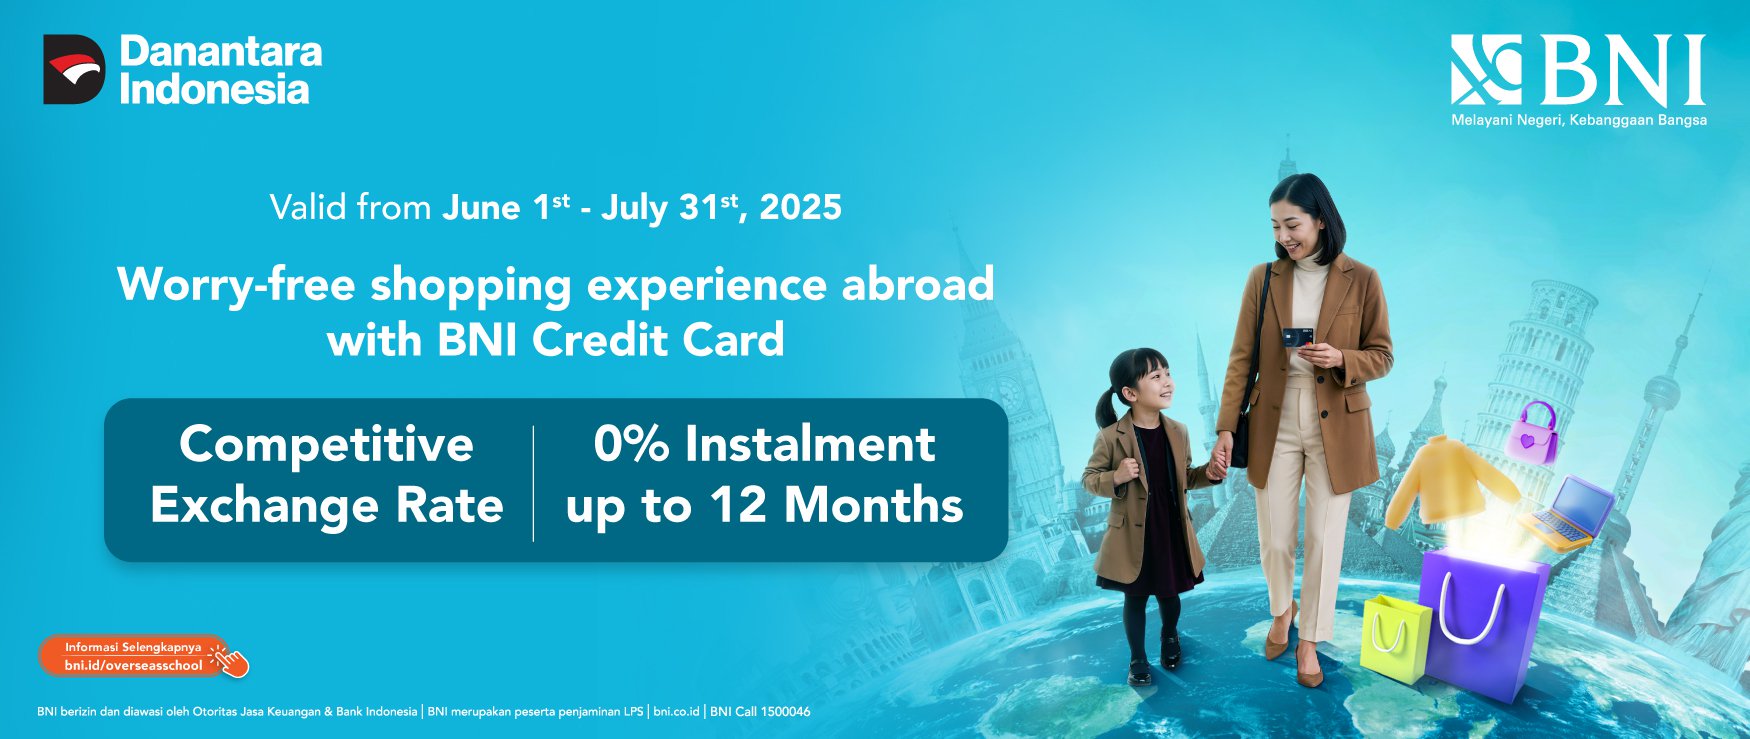 Danantara
Indonesia
BNI
Melayani Negeri, Kebanggaan Bangsa
Valid from June 1st - July 31st, 2025
Worry-free shopping experience abroad
with BNI Credit Card
Competitive
Exchange Rate
0% Instalment
up to 12 Months
BNI
Informasi Selengkapnya
bni.id/overseasschool
BNI berizin dan diawasi oleh Otoritas Jasa Keuangan & Bank Indonesia | BNI merupakan peserta penjaminan LPS | bni.co.id | BNI Call 1500046